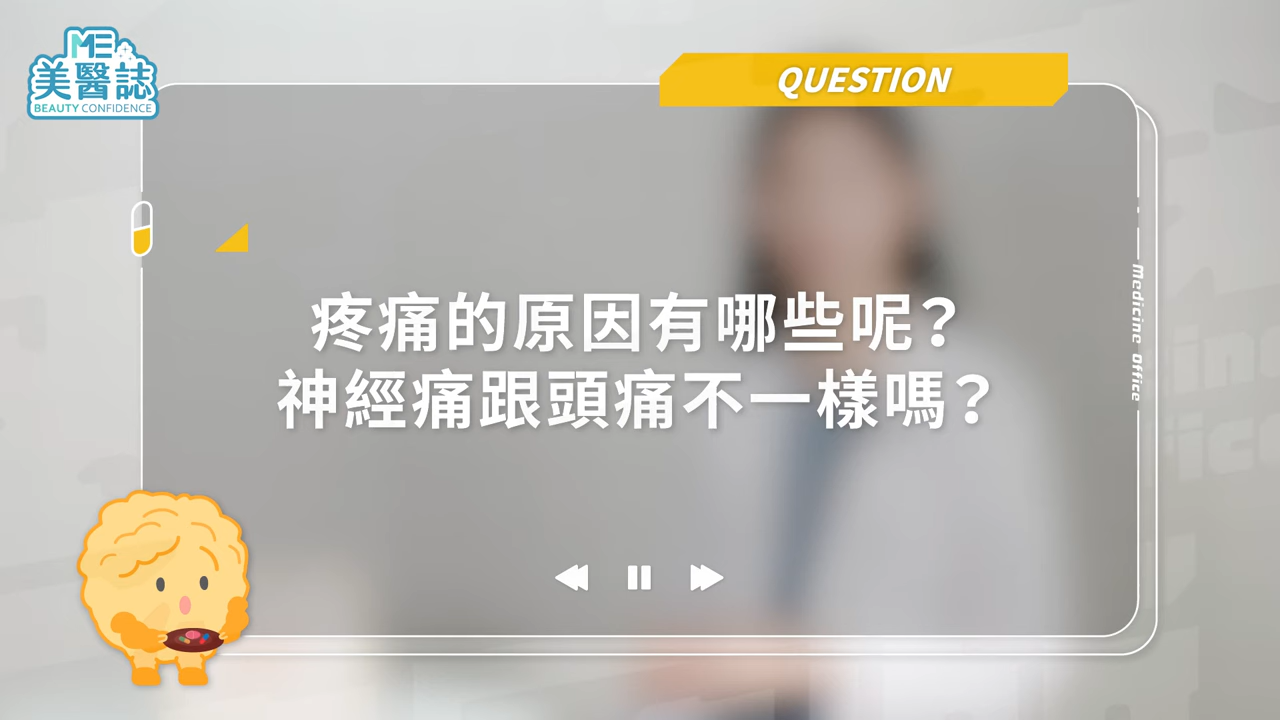 ME
美醫誌
BEAUTY CONFIDENCE
QUESTION
疼痛的原因有哪些呢？
神經痛跟頭痛不一樣嗎？
Medicine Office